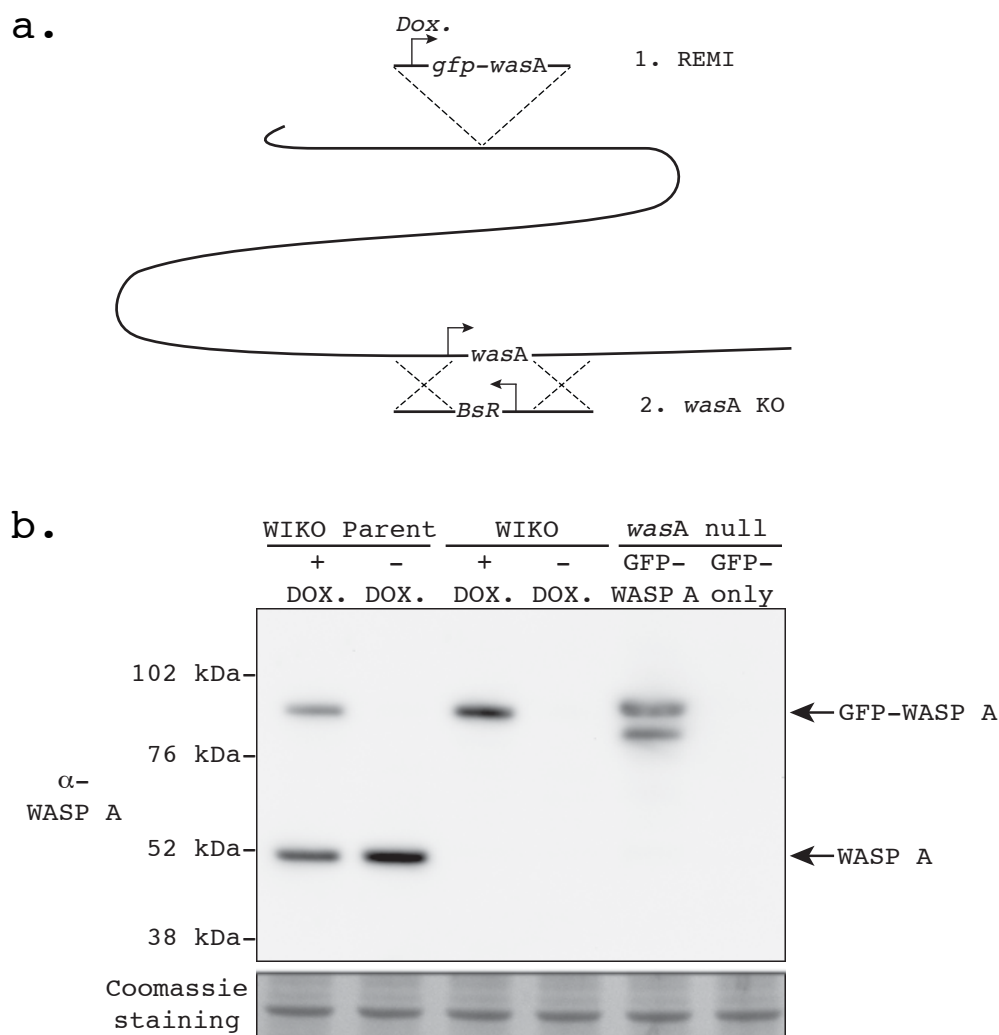 a.
Dox.
gfp-wasA
1. REMI
wasA
BsR
2. wasA KO
b.
WIKO Parent WIKO wasA null
+ - + - GFP- GFP-
DOX. DOX. DOX. DOX. WASP A only
102 kDa-
GFP-WASP A
76 kDa-
α-
WASP A
52 kDa-
WASP A
38 kDa-
Coomassie
staining